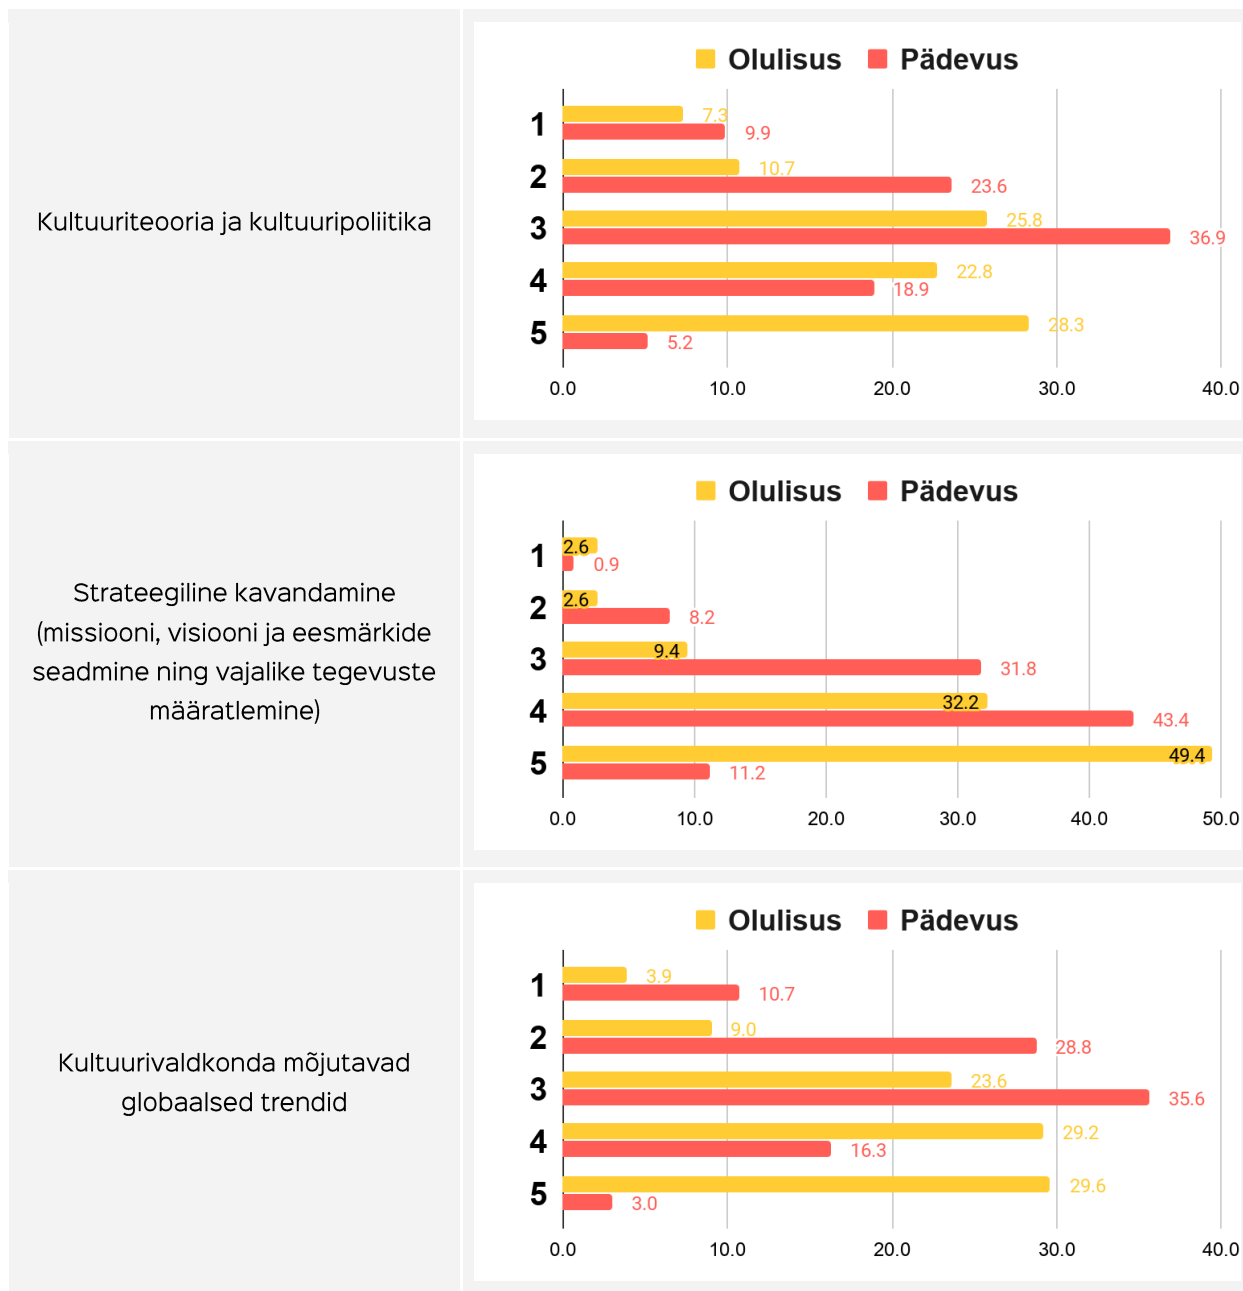 Kultuuriteooria ja kultuuripoliitika
Olulisus Pädevus
1 7.3 9.9
2 10.7 23.6
3 25.8 36.9
4 22.8 18.9
5 28.3 5.2
0.0 10.0 20.0 30.0 40.0
Strateegiline kavandamine
(missiooni, visiooni ja eesmärkide
seadmine ning vajalike tegevuste
määratlemine)
Olulisus Pädevus
1 2.6 0.9
2 2.6 8.2
3 9.4 31.8
4 32.2 43.4
5 49.4 11.2
0.0 10.0 20.0 30.0 40.0 50.0
Kultuurivaldkonda mõjutavad
globaalsed trendid
Olulisus Pädevus
1 3.9 10.7
2 9.0 28.8
3 23.6 35.6
4 29.2 16.3
5 29.6 3.0
0.0 10.0 20.0 30.0 40.0